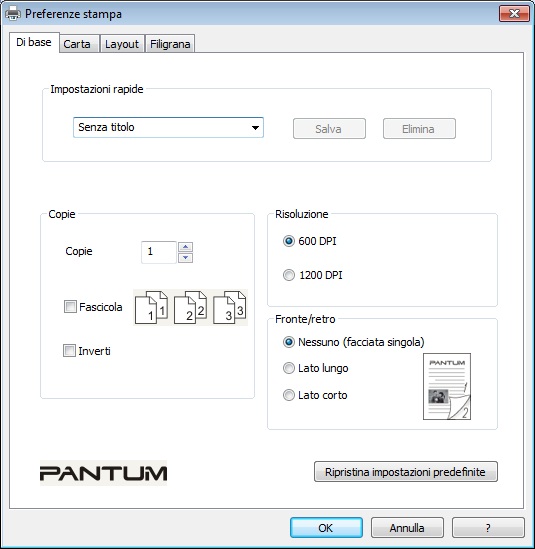 Preferenze stampa
Di base Carta Layout Filigrana
Impostazioni rapide
Senza titolo Salva Elimina
Copie
Copie 1
Fascicola 1 1 2 2 3 3
Inverti
Risoluzione
600 DPI
1200 DPI
Fronte/retro
Nessuno (facciata singola)
Lato lungo
Lato corto
PANTUM
2
PANTUM
Ripristina impostazioni predefinite
OK Annulla ?